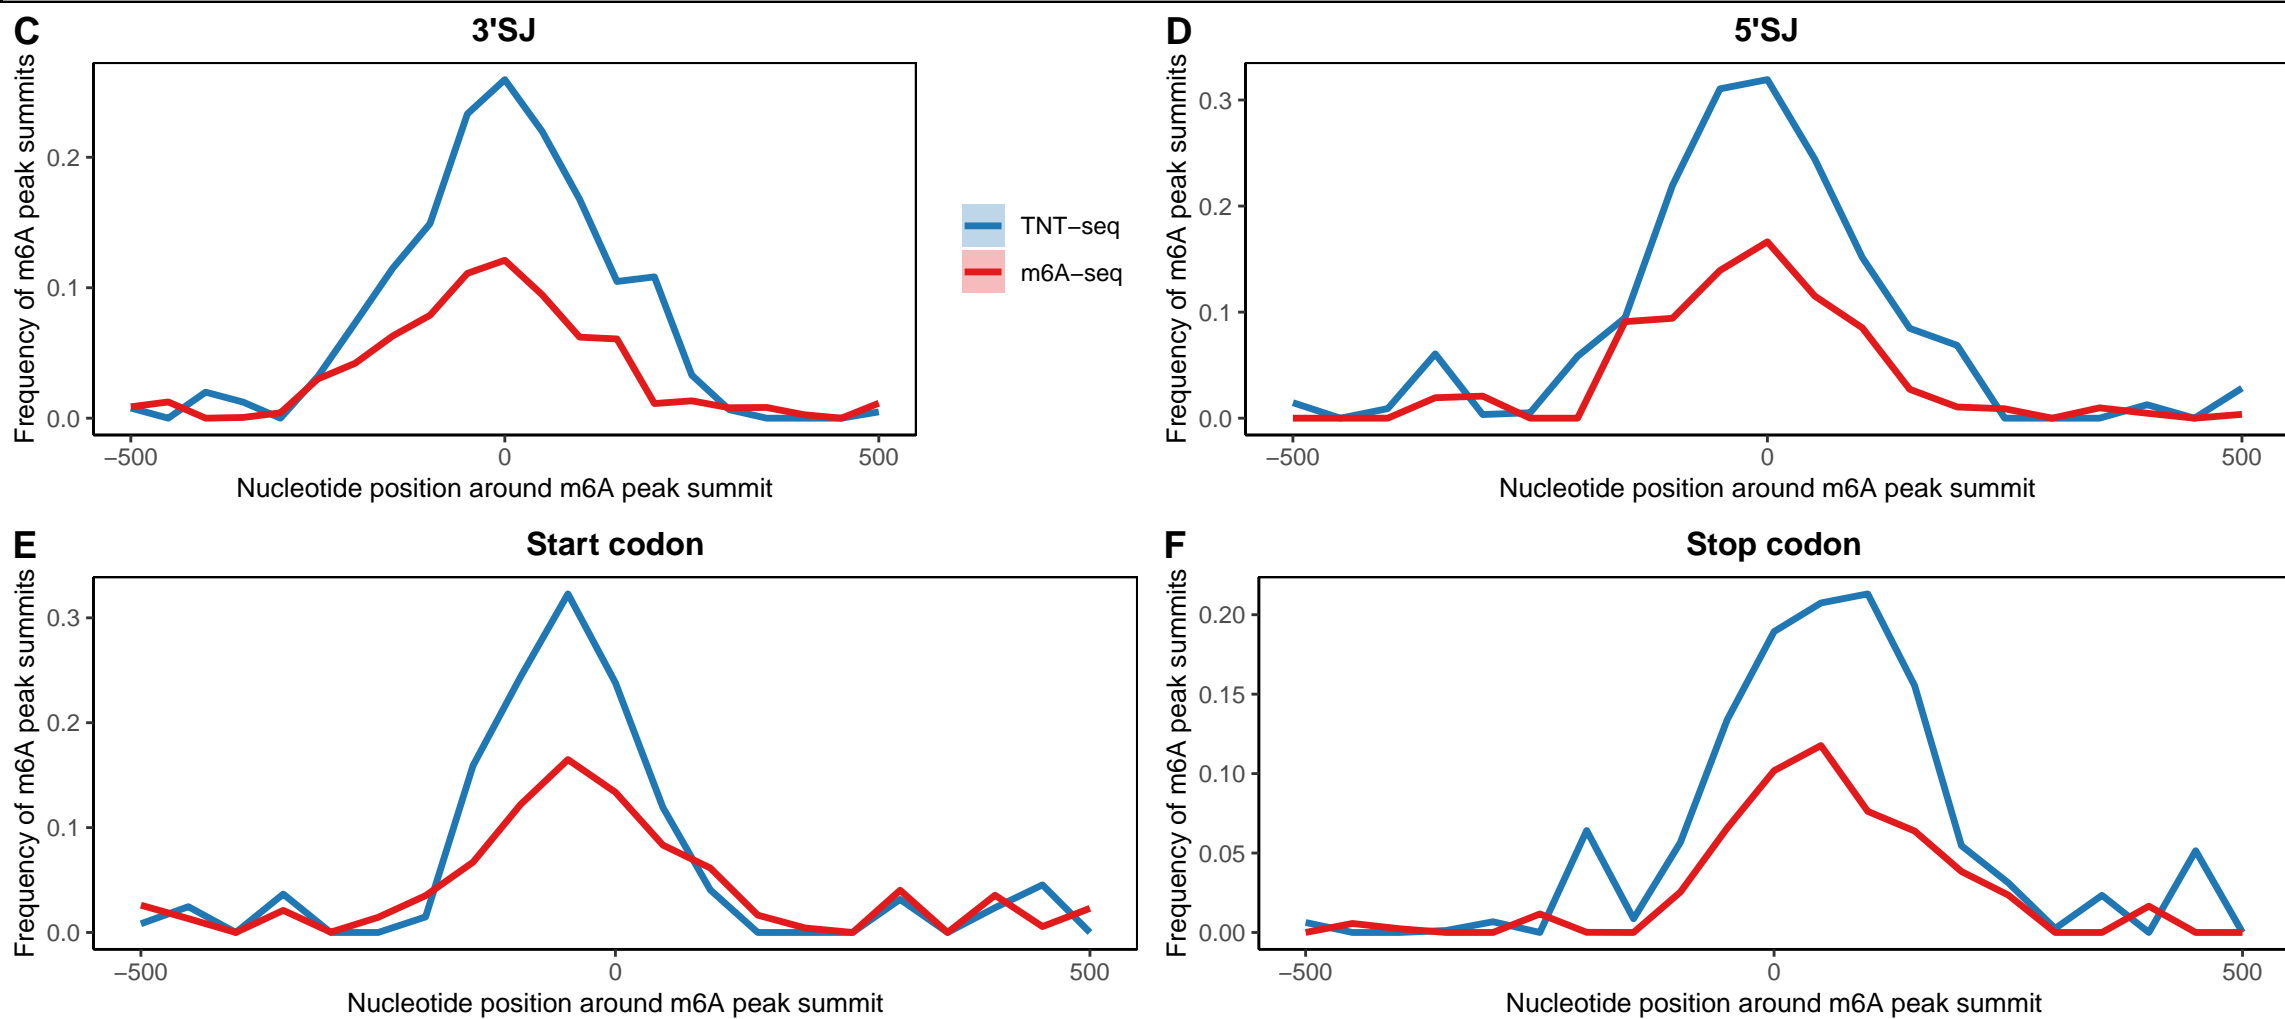 C
3'SJ
Frequency of m6A peak summits
0.2
0.1
0.0
−500
0
500
Nucleotide position around m6A peak summit
TNT−seq
m6A−seq
D
5'SJ
Frequency of m6A peak summits
0.3
0.2
0.1
0.0
−500
0
500
Nucleotide position around m6A peak summit
E
Start codon
Frequency of m6A peak summits
0.3
0.2
0.1
0.0
−500
0
500
Nucleotide position around m6A peak summit
F
Stop codon
Frequency of m6A peak summits
0.20
0.15
0.10
0.05
0.00
−500
0
500
Nucleotide position around m6A peak summit